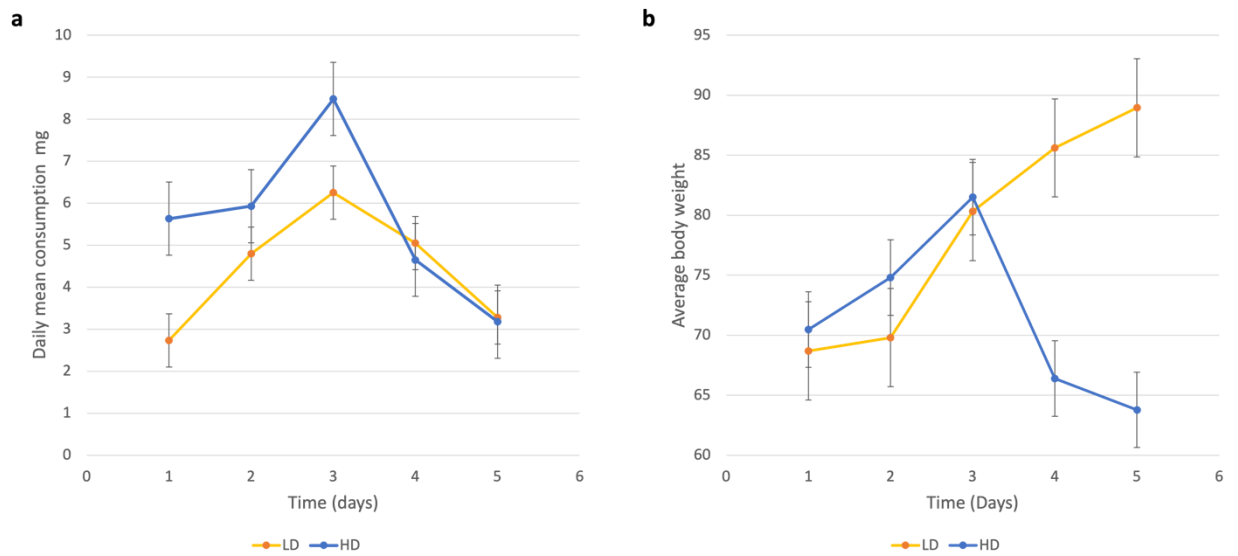 a
10
9
8
7
6
5
4
3
2
1
0
Daily mean consumption  mg
0 1 2 3 4 5 6
Time (days)
LD HD
b
95
90
85
80
75
70
65
60
Average body weight
0 1 2 3 4 5 6
Time (Days)
LD HD